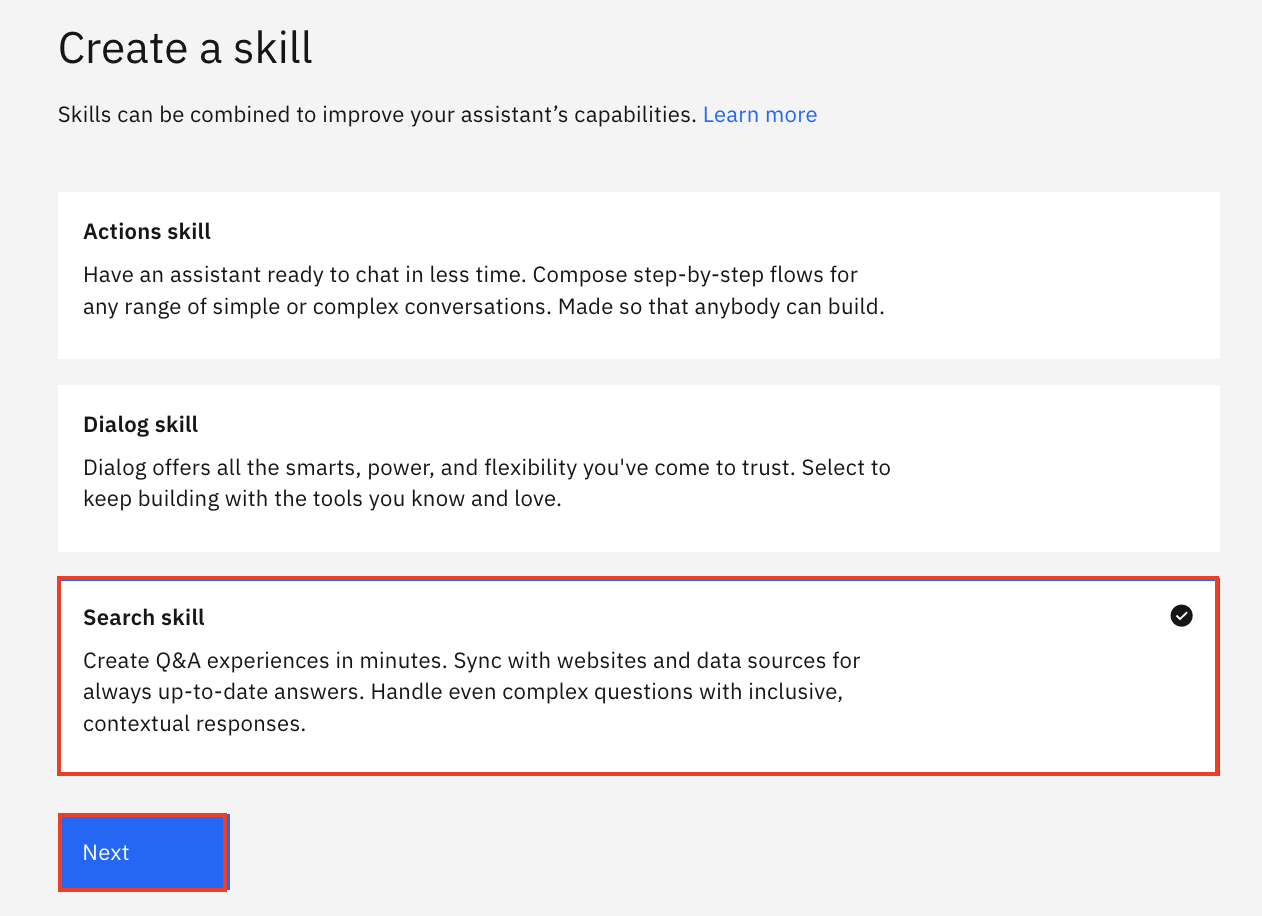 Create a skill
Skills can be combined to improve your assistant’s capabilities. Learn more
Actions skill
Have an assistant ready to chat in less time. Compose step-by-step flows for
any range of simple or complex conversations. Made so that anybody can build.
Dialog skill
Dialog offers all the smarts, power, and flexibility you've come to trust. Select to
keep building with the tools you know and love.
Search skill
Create Q&A experiences in minutes. Sync with websites and data sources for
always up-to-date answers. Handle even complex questions with inclusive,
contextual responses.
Next